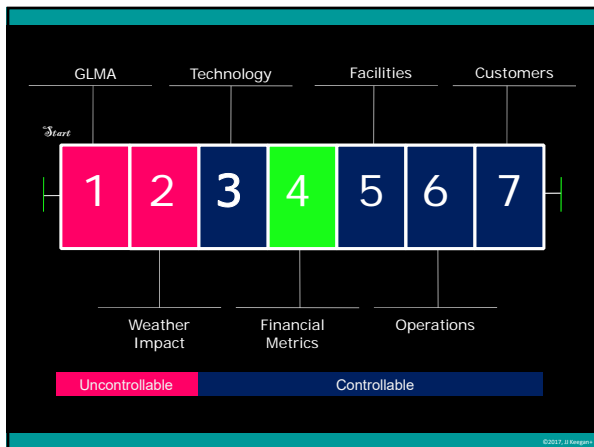 GLMA
Technology
Facilities
Customers
Start
1 2 3 4 5 6 7
Weather
Impact
Financial
Metrics
Operations
Uncontrollable
Controllable
©2017, JJ Keegan+